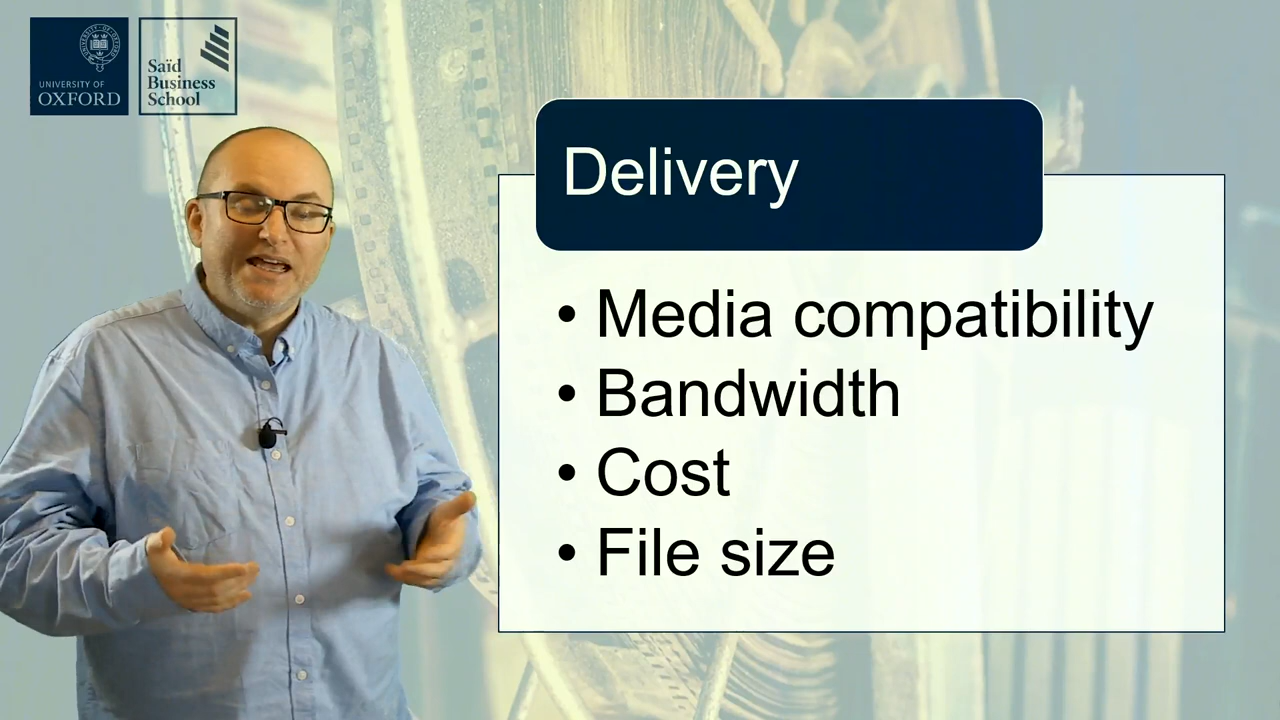 UNIVERSITY OF
OXFORD
Saïd
Business
School
Delivery
• Media compatibility
• Bandwidth
• Cost
• File size